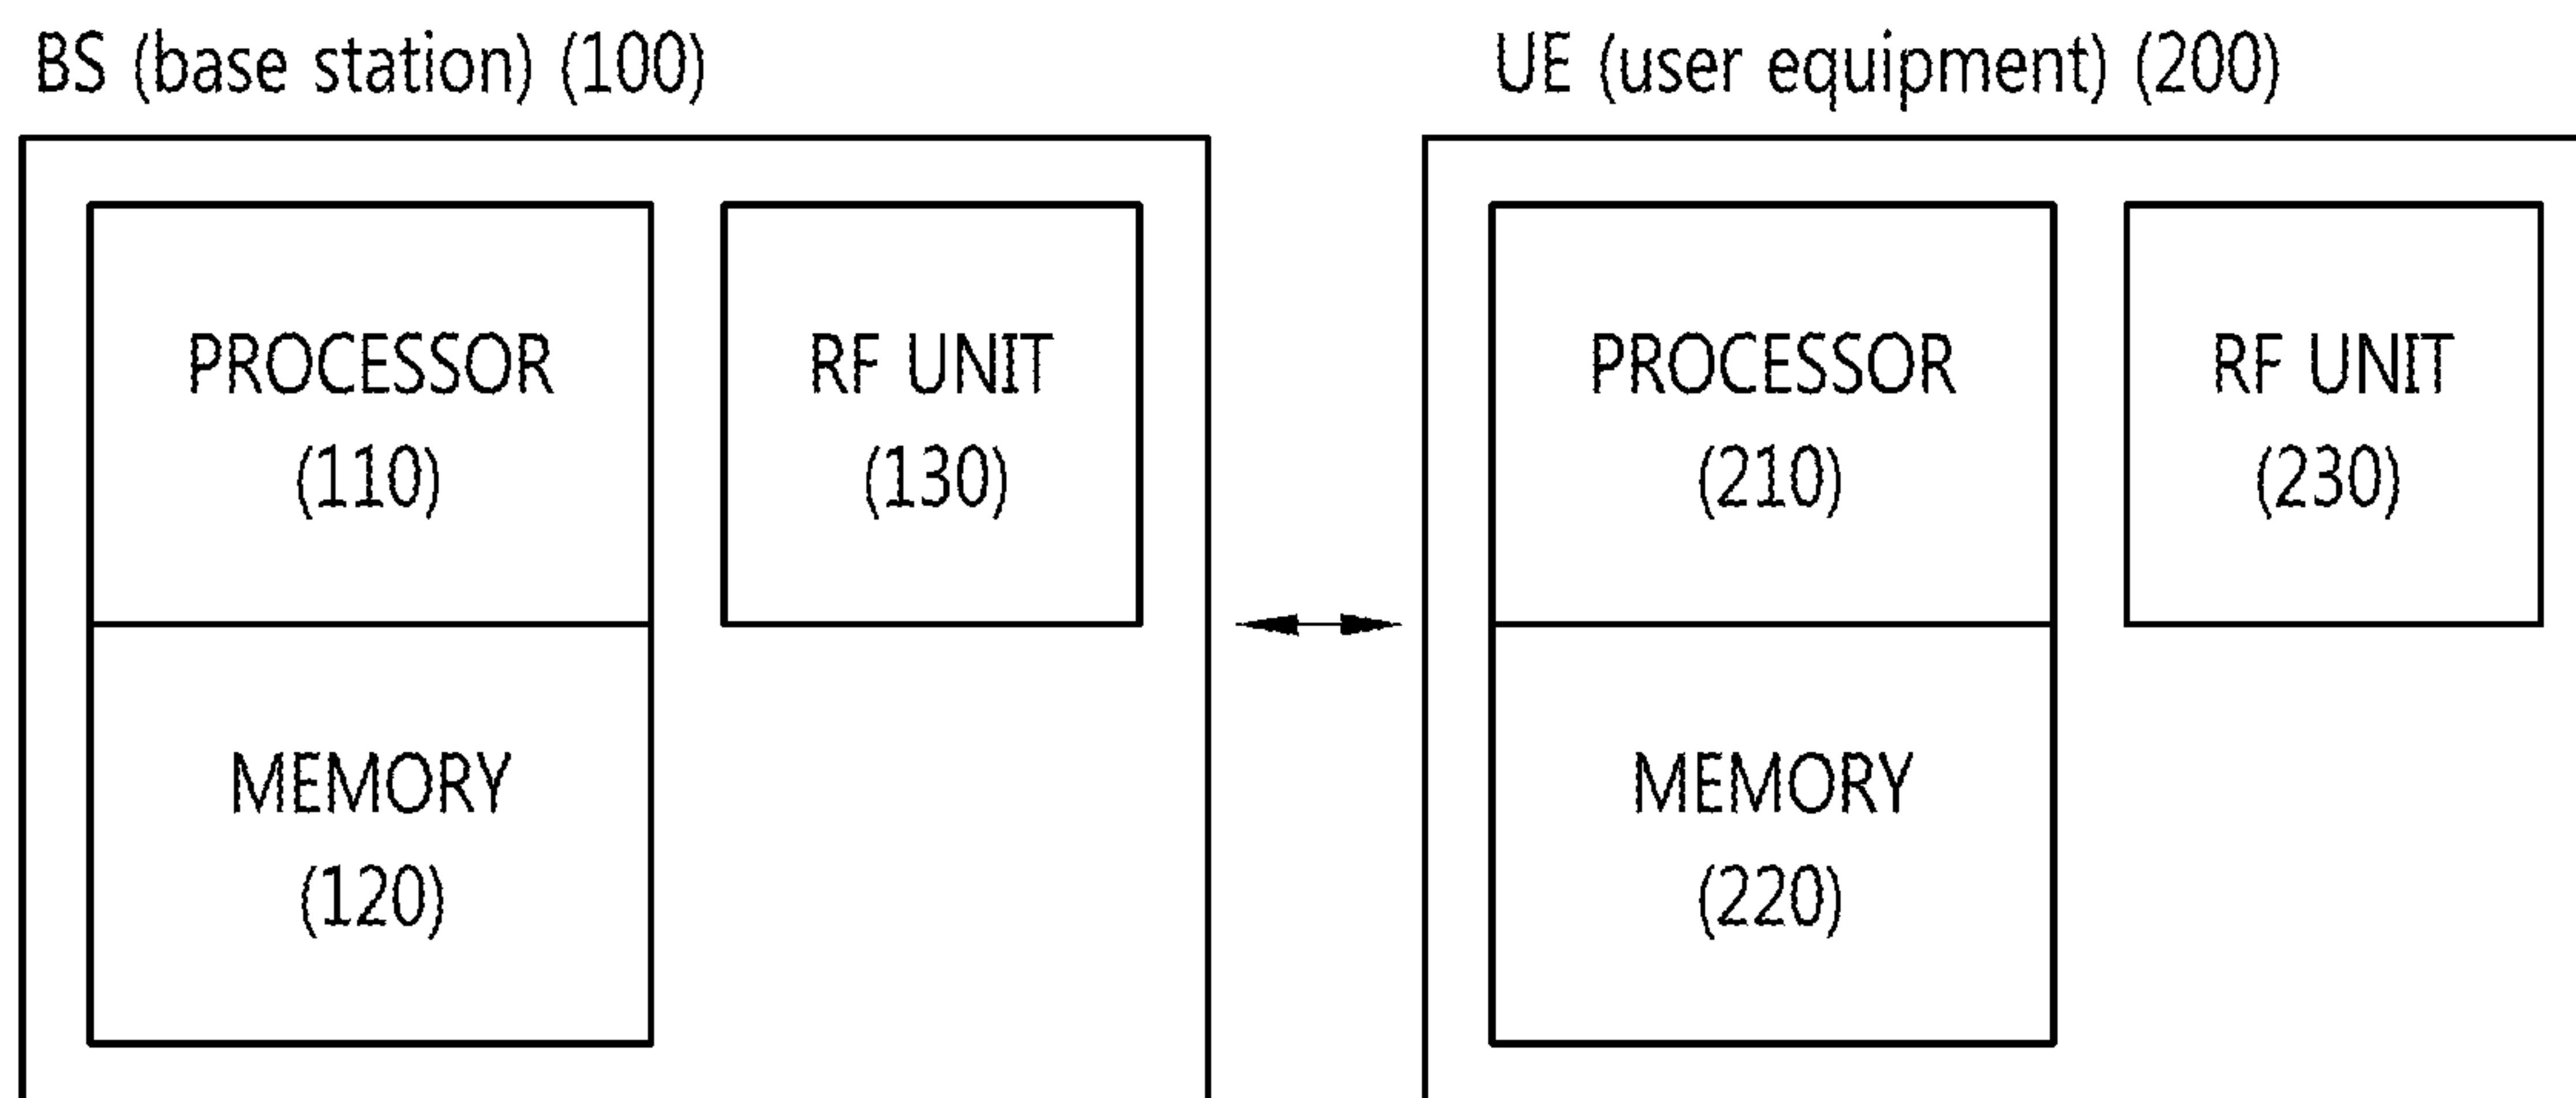 BS (base station) (100)
PROCESSOR
(110)
RF UNIT
(130)
MEMORY
(120)
UE (user equipment) (200)
PROCESSOR
(210)
RF UNIT
(230)
MEMORY
(220)